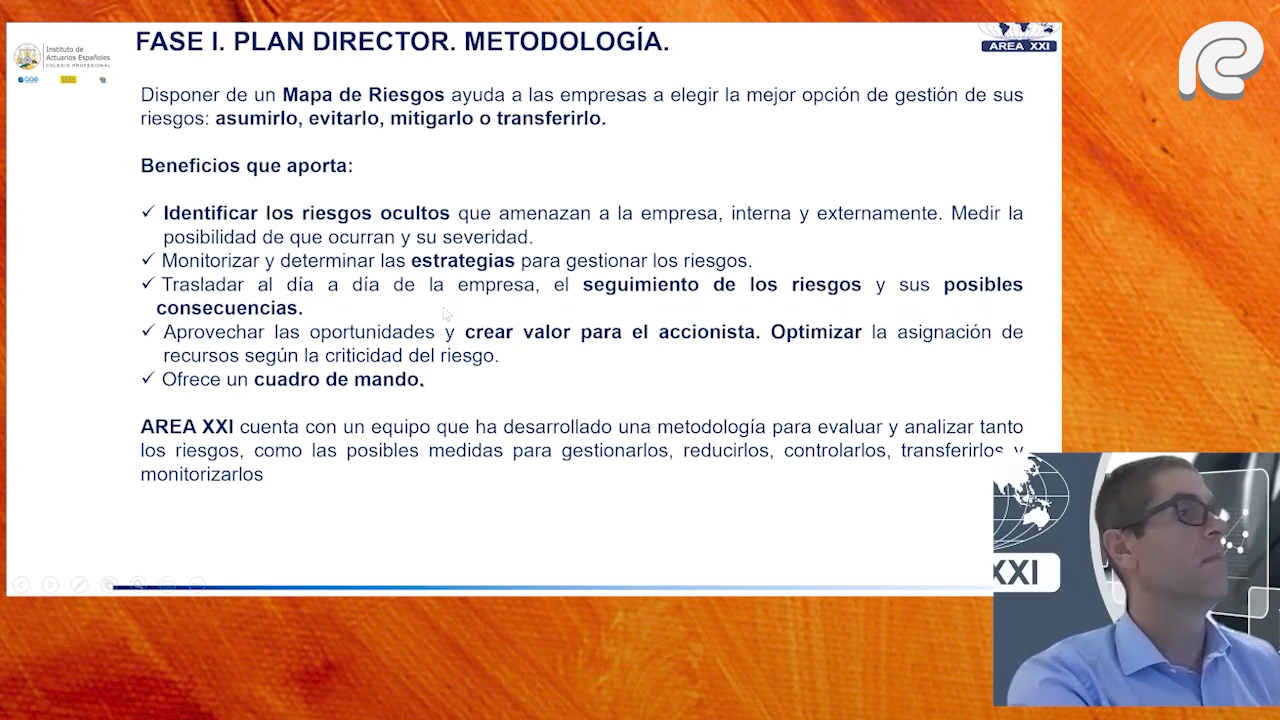 FASE I. PLAN DIRECTOR. METODOLOGÍA.
Instituto de
Actuarios Españoles
COLEGIO PROFESIONAL
AREA XXI
Disponer de un Mapa de Riesgos ayuda a las empresas a elegir la mejor opción de gestión de sus
riesgos: asumirlo, evitarlo, mitigarlo o transferirlo.
Beneficios que aporta:
✓ Identificar los riesgos ocultos que amenazan a la empresa, interna y externamente. Medir la
posibilidad de que ocurran y su severidad.
✓ Monitorizar y determinar las estrategias para gestionar los riesgos.
✓ Trasladar al día a día de la empresa, el seguimiento de los riesgos y sus posibles
consecuencias.
✓ Aprovechar las oportunidades y crear valor para el accionista. Optimizar la asignación de
recursos según la criticidad del riesgo.
✓ Ofrece un cuadro de mando.
AREA XXI cuenta con un equipo que ha desarrollado una metodología para evaluar y analizar tanto
los riesgos, como las posibles medidas para gestionarlos, reducirlos, controlarlos, transferirlos y
monitorizarlos
XXI